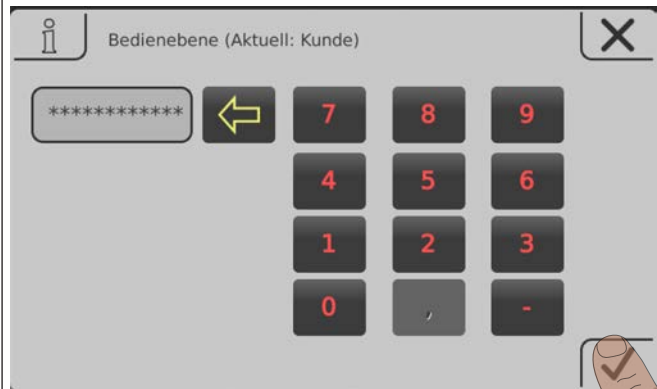 Bedienebene (Aktuell: Kunde)
************
7 8 9
4 5 6
1 2 3
0 , -